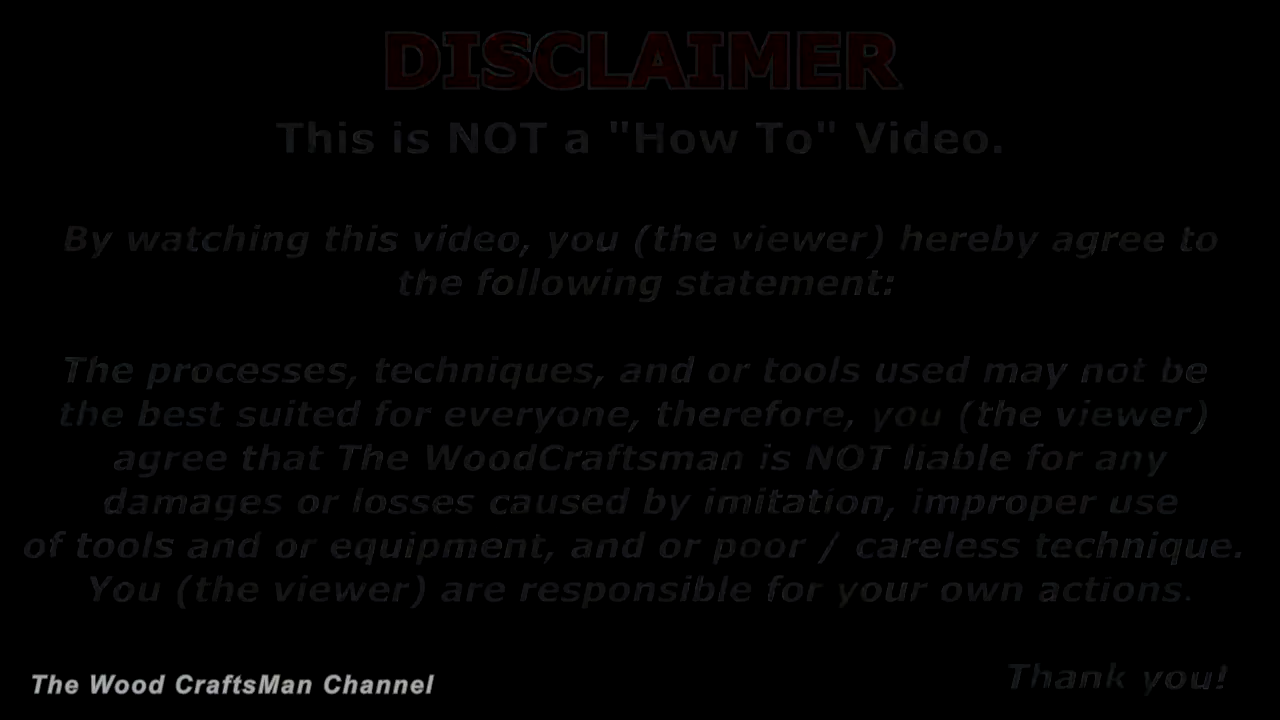 DISCLAIMER
This is NOT a "How To" Video.
By watching this video, you (the viewer) hereby agree to
the following statement:
The processes, techniques, and or tools used may not be
the best suited for everyone, therefore, you (the viewer)
agree that The WoodCraftsman is NOT liable for any
damages or losses caused by imitation, improper use
of tools and or equipment, and or poor / careless technique.
You (the viewer) are responsible for your own actions.
Thank you!
The Wood CraftsMan Channel